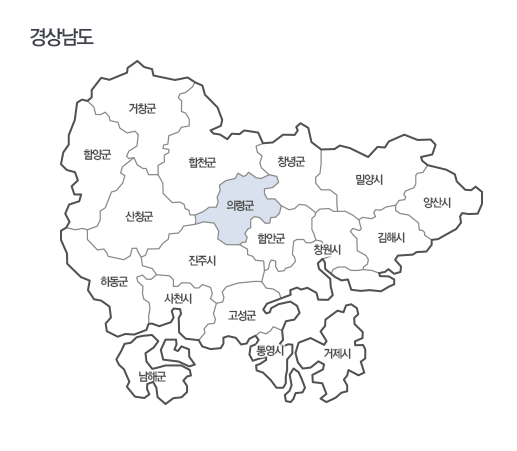 경상남도
거창군
함양군
합천군
창녕군
밀양시
양산시
의령군
산청군
함안군
김해시
창원시
진주시
하동군
사천시
고성군
통영시
거제시
남해군